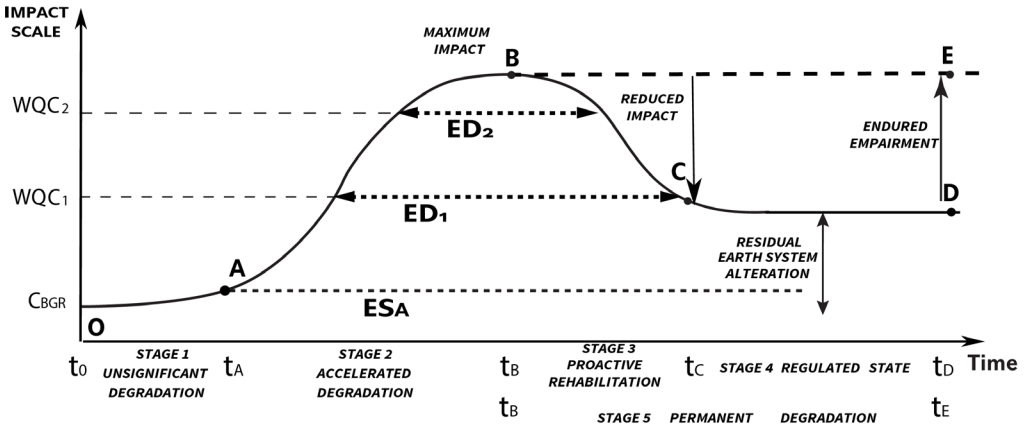 IMPACT
SCALE
MAXIMUM
IMPACT
B
E
WQC2
REDUCED
IMPACT
ED2
ENDURED
EMPAIRMENT
C
WQC1
ED1
D
RESIDUAL
EARTH SYSTEM
ALTERATION
A
CBGR
ESA
O
t0
STAGE 1
UNSIGNIFICANT
DEGRADATION
tA
STAGE 2
ACCELERATED
DEGRADATION
tB
tB
STAGE 3
PROACTIVE
REHABILITATION
tC
STAGE 4 REGULATED STATE
tD
tE
Time
STAGE 5 PERMANENT DEGRADATION